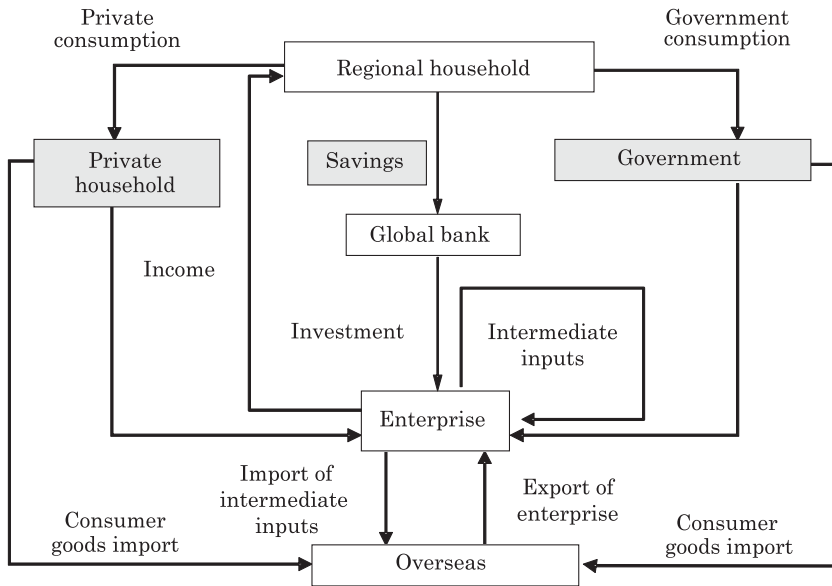 Private
consumption
Government
consumption
Regional household
Private
household
Savings
Government
Global bank
Income
Investment
Intermediate
inputs
Enterprise
Import of
intermediate
inputs
Export of
enterprise
Consumer
goods import
Consumer
goods import
Overseas